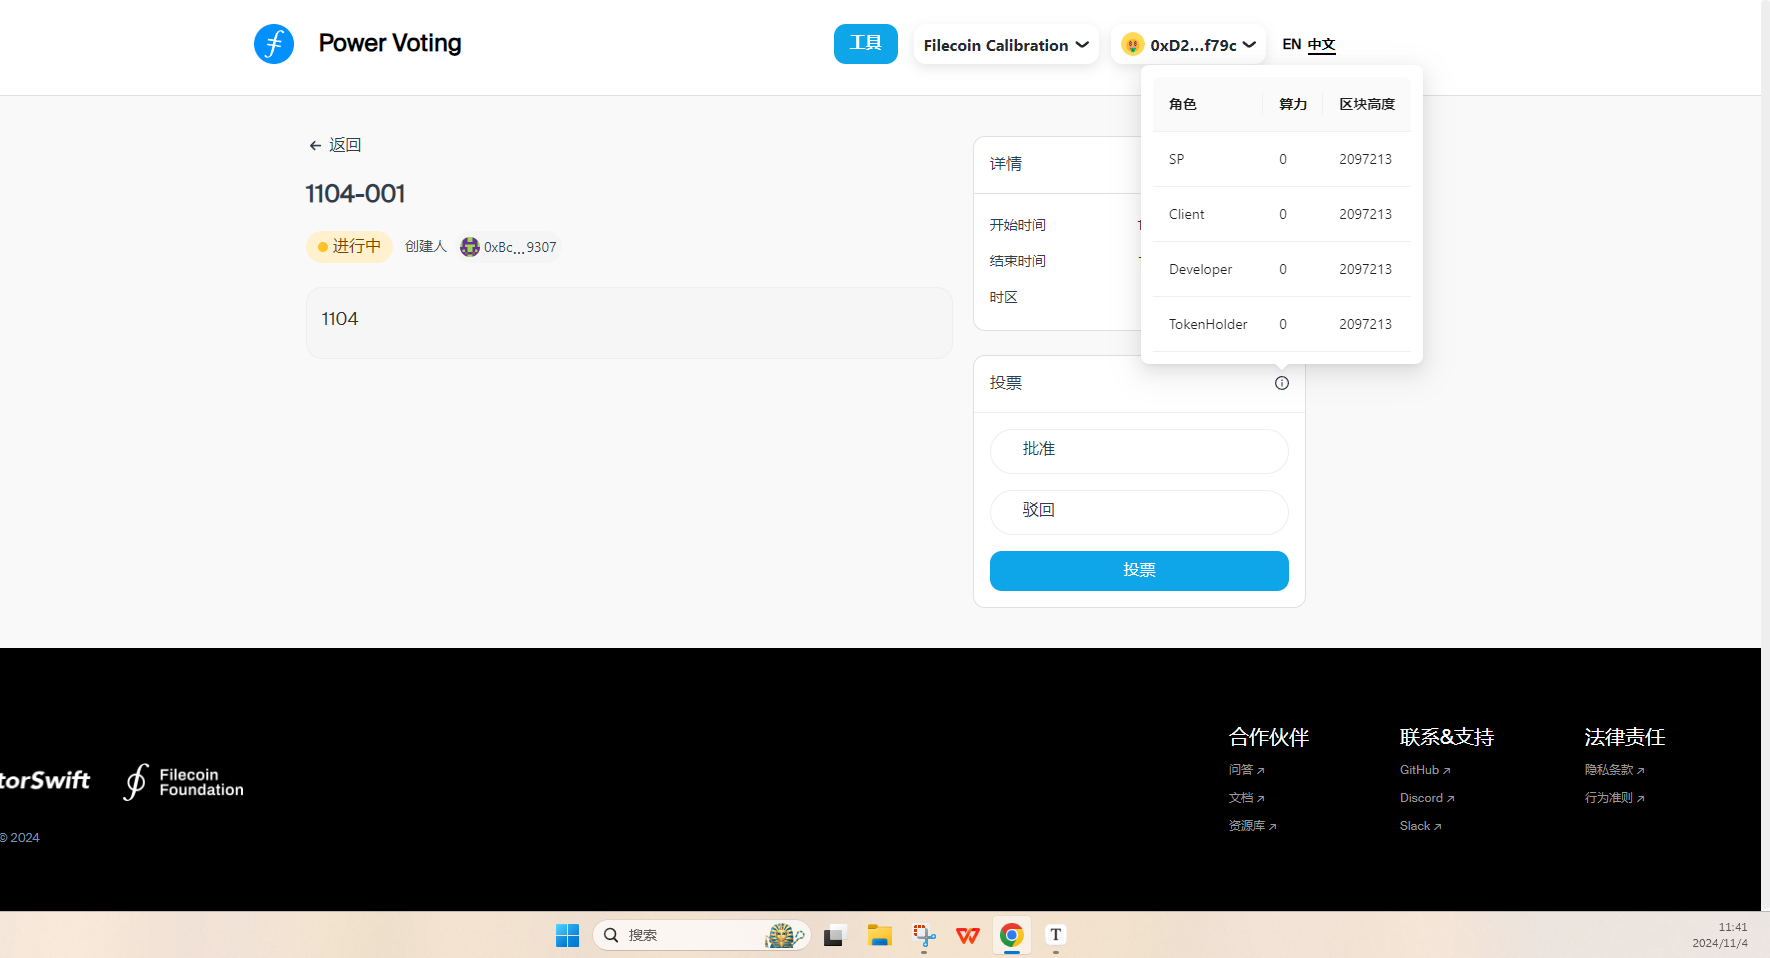 Power Voting
工具
Filecoin Calibration
0xD2...f79c
EN 中文
角色 算力 区块高度
SP 0 2097213
Client 0 2097213
Developer 0 2097213
TokenHolder 0 2097213
返回
1104-001
进行中 创建人 0xBc...9307
1104
详情
开始时间
结束时间
时区
投票
批准
驳回
投票
torSwift
Filecoin
Foundation
© 2024
合作伙伴
问答
文档
资源库
联系&支持
GitHub
Discord
Slack
法律责任
隐私条款
行为准则
搜索
11:41
2024/11/4